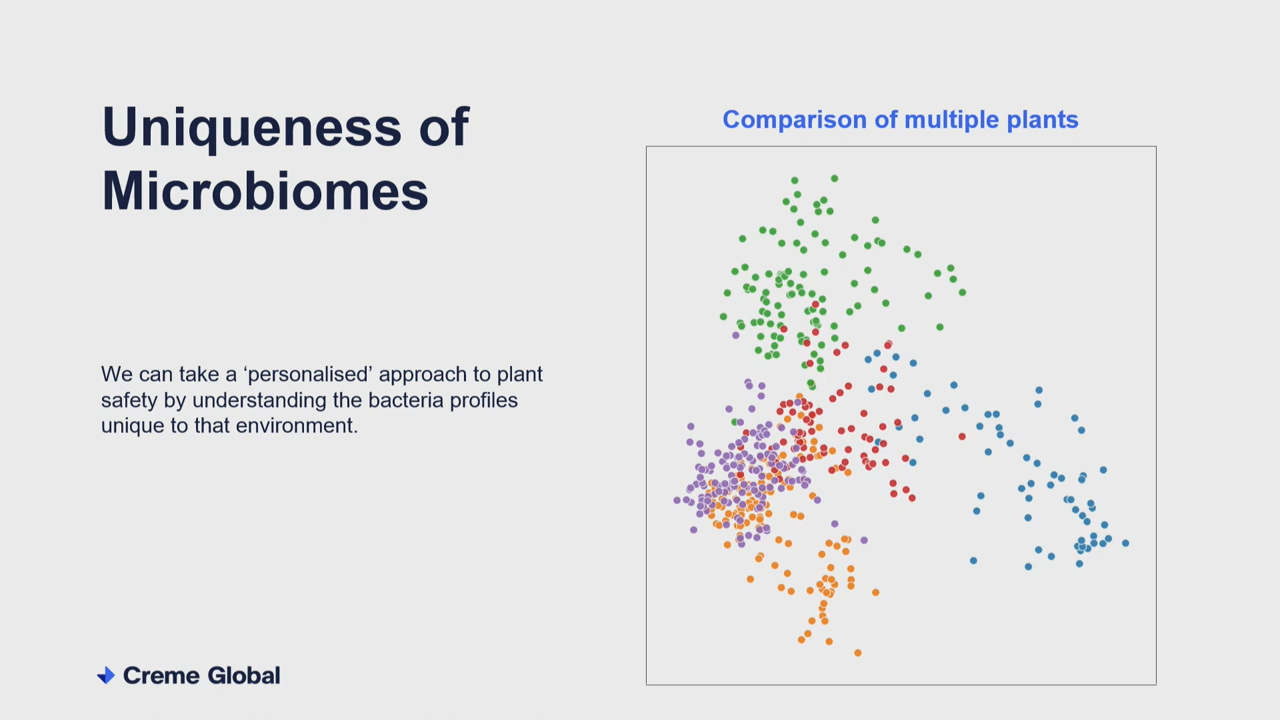 Uniqueness of
Microbiomes
We can take a ‘personalised’ approach to plant
safety by understanding the bacteria profiles
unique to that environment.
Comparison of multiple plants
Creme Global